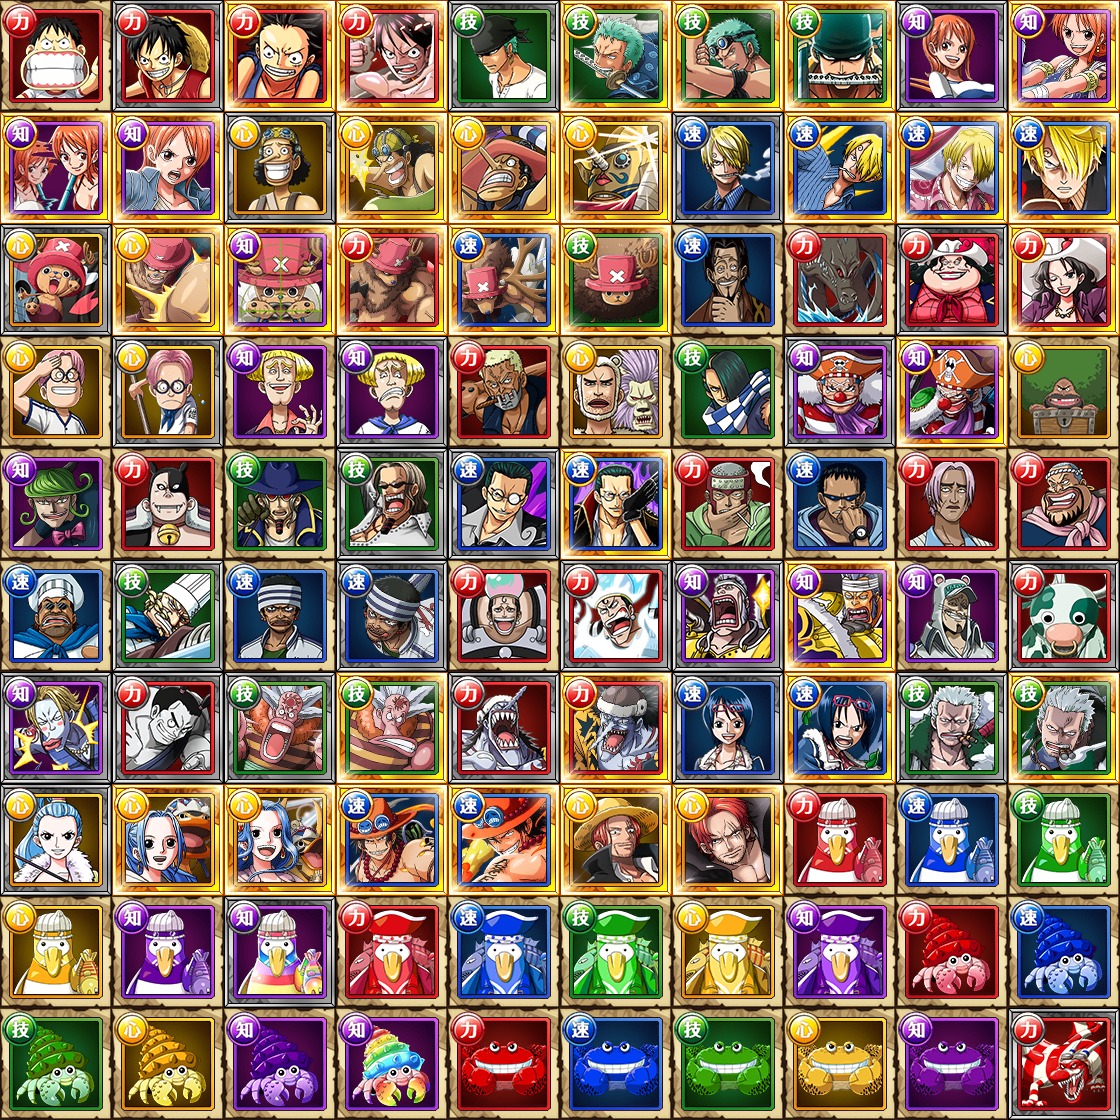 力 力 力 力 技 技 技 技 知 知
知 知 心 心 心 心 速 速 速 速
心 心 知 力 速 技 速 力 力 力
心 心 知 知 力 心 技 知 知 心
知 力 技 技 速 速 力 速 力 力
速 技 速 速 力 力 知 知 知 力
知 力 技 技 力 力 速 速 技 技
心 心 心 速 速 心 心 力 速 技
心 知 知 力 速 技 心 知 力 速
技 心 知 知 力 速 技 心 知 力